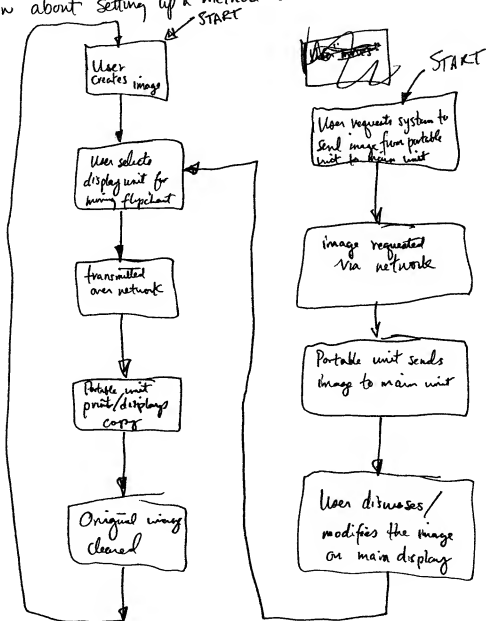 about setting up a method
START
User
creates image
User selects
display unit for
moving flipchart
transmitted
over network
Portable unit
print/displays
copy
Original image
cleared
START
User requests system to
send image from portable
unit to main unit
image requested
via network
Portable unit sends
image to main unit
User discusses/
modifies the image
on main display